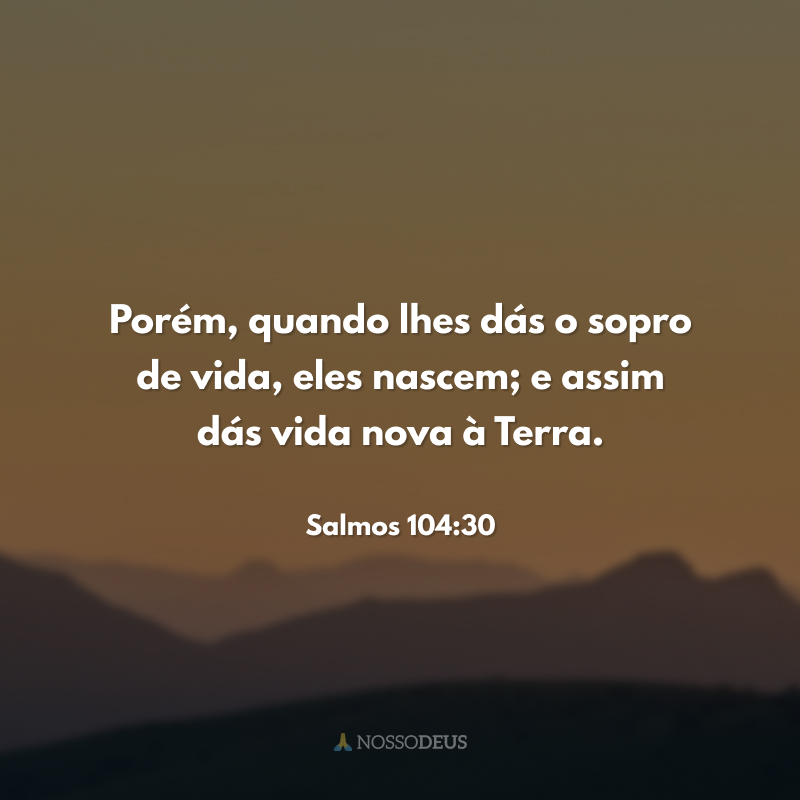 Porém, quando lhes dás o sopro
de vida, eles nascem; e assim
dás vida nova à Terra.
Salmos 104:30
NOSSODEUS